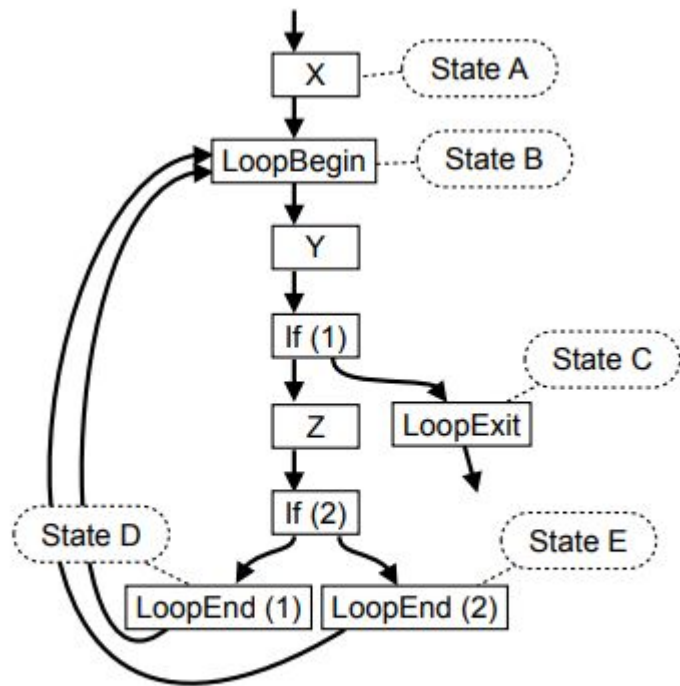 X
State A
LoopBegin
State B
Y
If (1)
State C
Z
LoopExit
If (2)
State D
State E
LoopEnd (1)
LoopEnd (2)